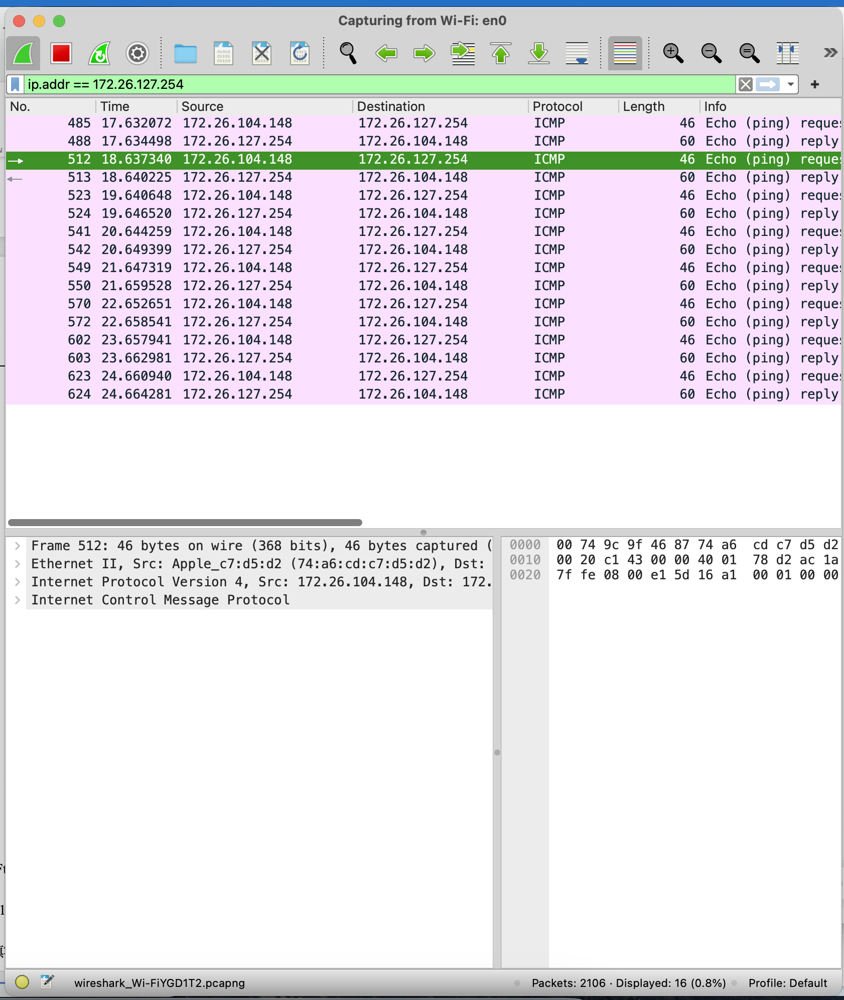 Capturing from Wi-Fi: en0
ip.addr == 172.26.127.254
No. Time Source Destination Protocol Length Info
485 17.632072 172.26.104.148 172.26.127.254 ICMP 46 Echo (ping) reques
488 17.634498 172.26.127.254 172.26.104.148 ICMP 60 Echo (ping) reply
512 18.637340 172.26.104.148 172.26.127.254 ICMP 46 Echo (ping) reques
513 18.640225 172.26.127.254 172.26.104.148 ICMP 60 Echo (ping) reply
523 19.640648 172.26.104.148 172.26.127.254 ICMP 46 Echo (ping) reques
524 19.646520 172.26.127.254 172.26.104.148 ICMP 60 Echo (ping) reply
541 20.644259 172.26.104.148 172.26.127.254 ICMP 46 Echo (ping) reques
542 20.649399 172.26.127.254 172.26.104.148 ICMP 60 Echo (ping) reply
549 21.647319 172.26.104.148 172.26.127.254 ICMP 46 Echo (ping) reques
550 21.659528 172.26.127.254 172.26.104.148 ICMP 60 Echo (ping) reply
570 22.652651 172.26.104.148 172.26.127.254 ICMP 46 Echo (ping) reques
572 22.658541 172.26.127.254 172.26.104.148 ICMP 60 Echo (ping) reply
602 23.657941 172.26.104.148 172.26.127.254 ICMP 46 Echo (ping) reques
603 23.662981 172.26.127.254 172.26.104.148 ICMP 60 Echo (ping) reply
623 24.660940 172.26.104.148 172.26.127.254 ICMP 46 Echo (ping) reques
624 24.664281 172.26.127.254 172.26.104.148 ICMP 60 Echo (ping) reply
Frame 512: 46 bytes on wire (368 bits), 46 bytes captured (
Ethernet II, Src: Apple_c7:d5:d2 (74:a6:cd:c7:d5:d2), Dst:
Internet Protocol Version 4, Src: 172.26.104.148, Dst: 172.
Internet Control Message Protocol
0000 00 74 9c 9f 46 87 74 a6 cd c7 d5 d2
0010 00 20 c1 43 00 00 40 01 78 d2 ac 1a
0020 7f fe 08 00 e1 5d 16 a1 00 01 00 00
wireshark_Wi-FiYGD1T2.pcapng
Packets: 2106 · Displayed: 16 (0.8%)
Profile: Default